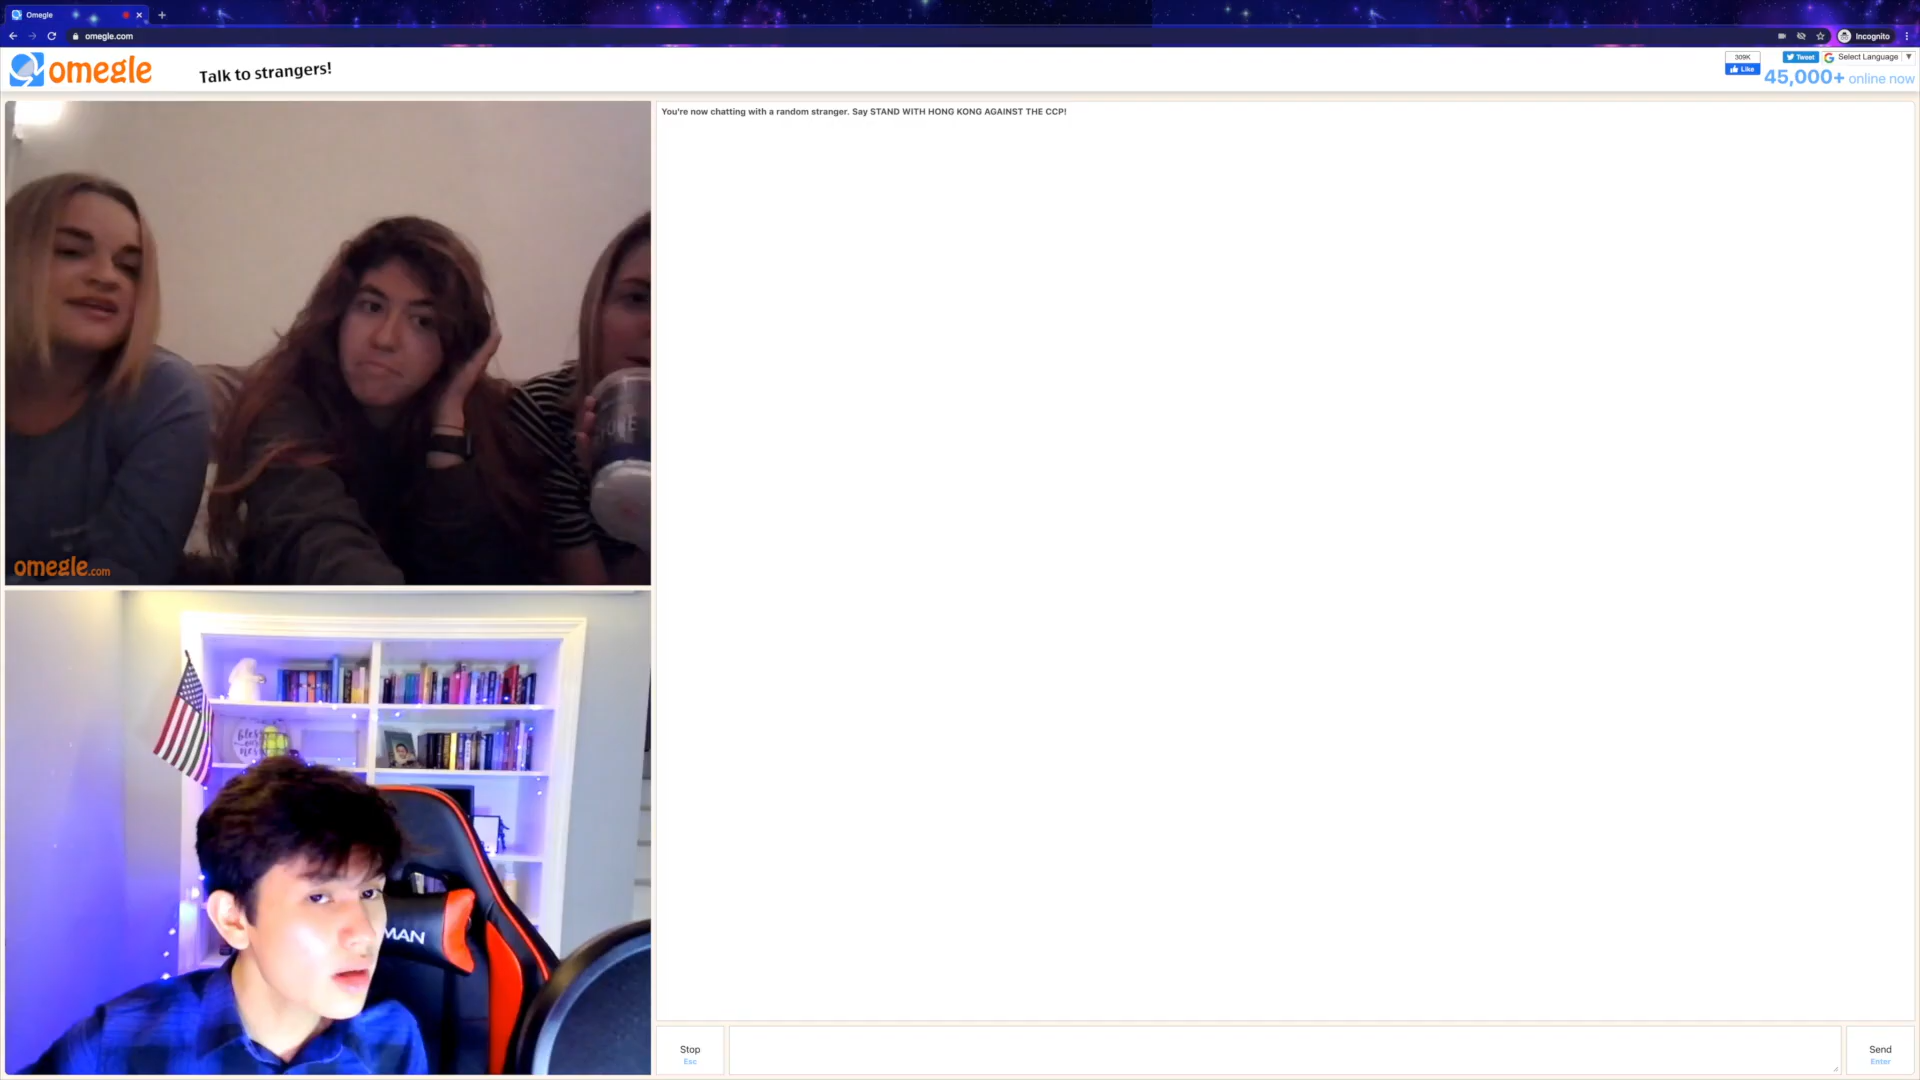 Omegle
omegle.com
Incognito
omegle
Talk to strangers!
309K
Like
Tweet
Select Language
45,000+ online now
You're now chatting with a random stranger. Say STAND WITH HONG KONG AGAINST THE CCP!
omegle.com
MAN
Stop
Esc
Send
Enter